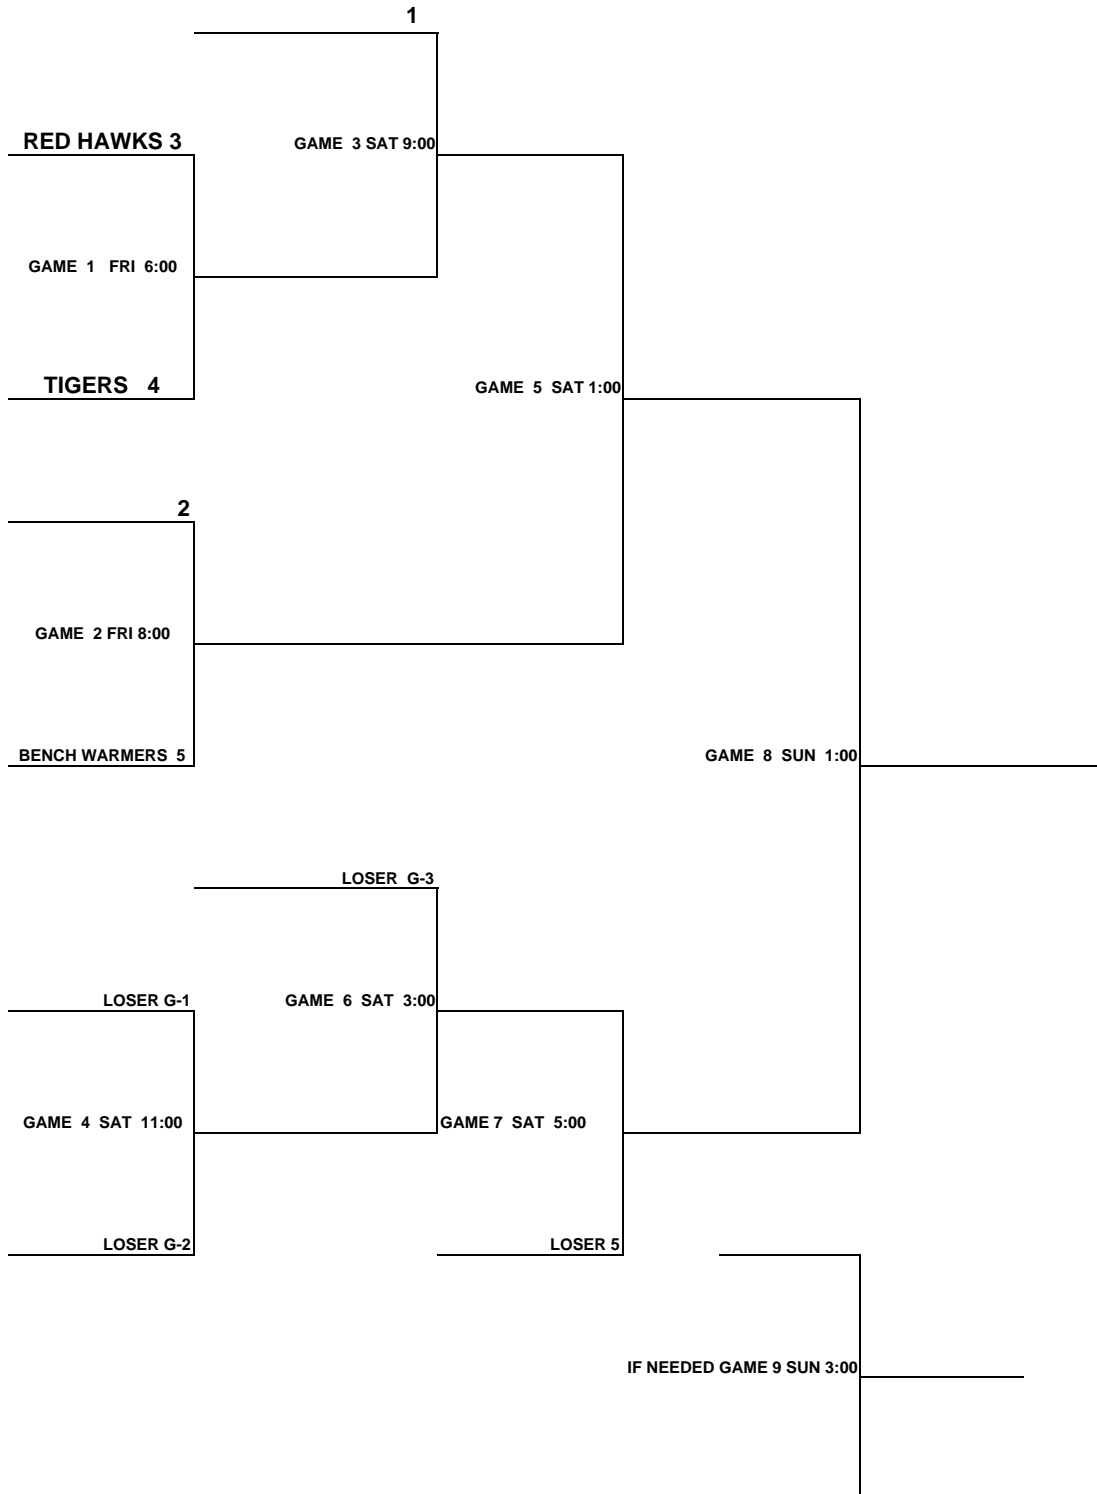 1
RED HAWKS 3
GAME 3 SAT 9:00
GAME 1 FRI 6:00
TIGERS 4
GAME 5 SAT 1:00
2
GAME 2 FRI 8:00
BENCH WARMERS 5
GAME 8 SUN 1:00
LOSER G-3
LOSER G-1
GAME 6 SAT 3:00
GAME 4 SAT 11:00
GAME 7 SAT 5:00
LOSER G-2
LOSER 5
IF NEEDED GAME 9 SUN 3:00